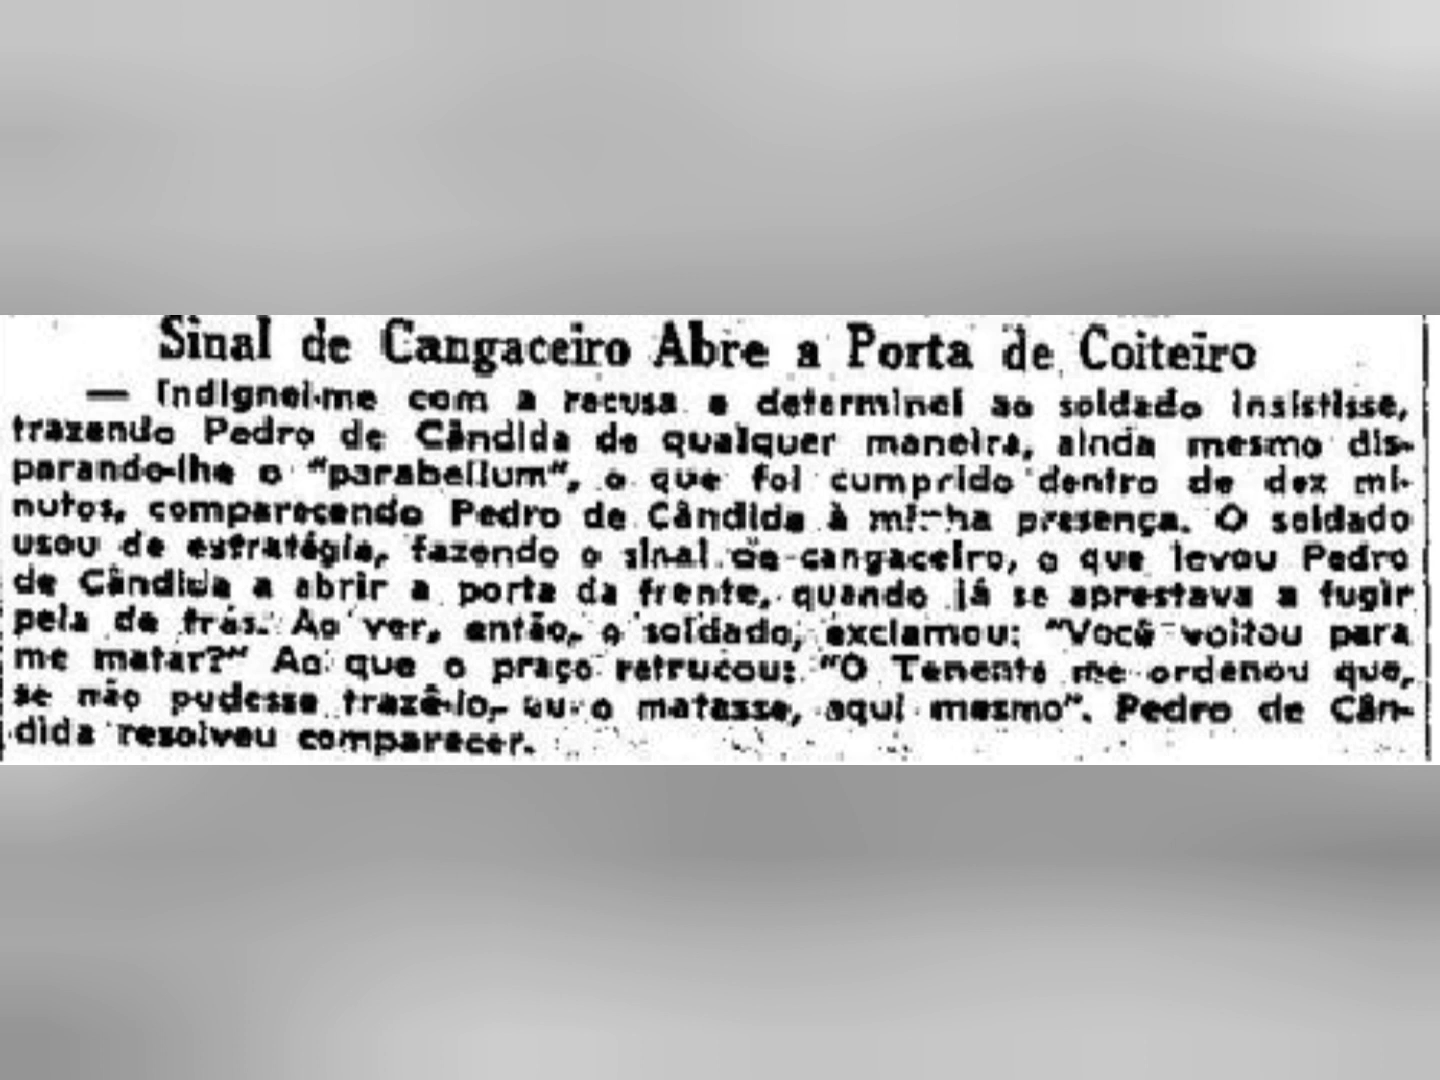 Sinal de Cangaceiro Abre a Porta de Coiteiro
— Indignei-me com a recusa e determinei ao soldado insistisse,
trazendo Pedro de Cândida de qualquer maneira, ainda mesmo dis-
parando-lhe o "parabellum", o que foi cumprido dentro de dez mi-
nutos, comparecendo Pedro de Cândida à minha presença. O soldado
usou de estratégia, fazendo o sinal de cangaceiro, o que levou Pedro
de Cândida a abrir a porta da frente, quando já se aprestava a fugir
pela de trás. Ao ver, então, o soldado, exclamou: "Você voltou para
me matar?" Ao que o praço retrucou: "O Tenente me ordenou que,
se não pudesse trazê-lo, eu o matasse, aqui mesmo". Pedro de Cân-
dida resolveu comparecer.